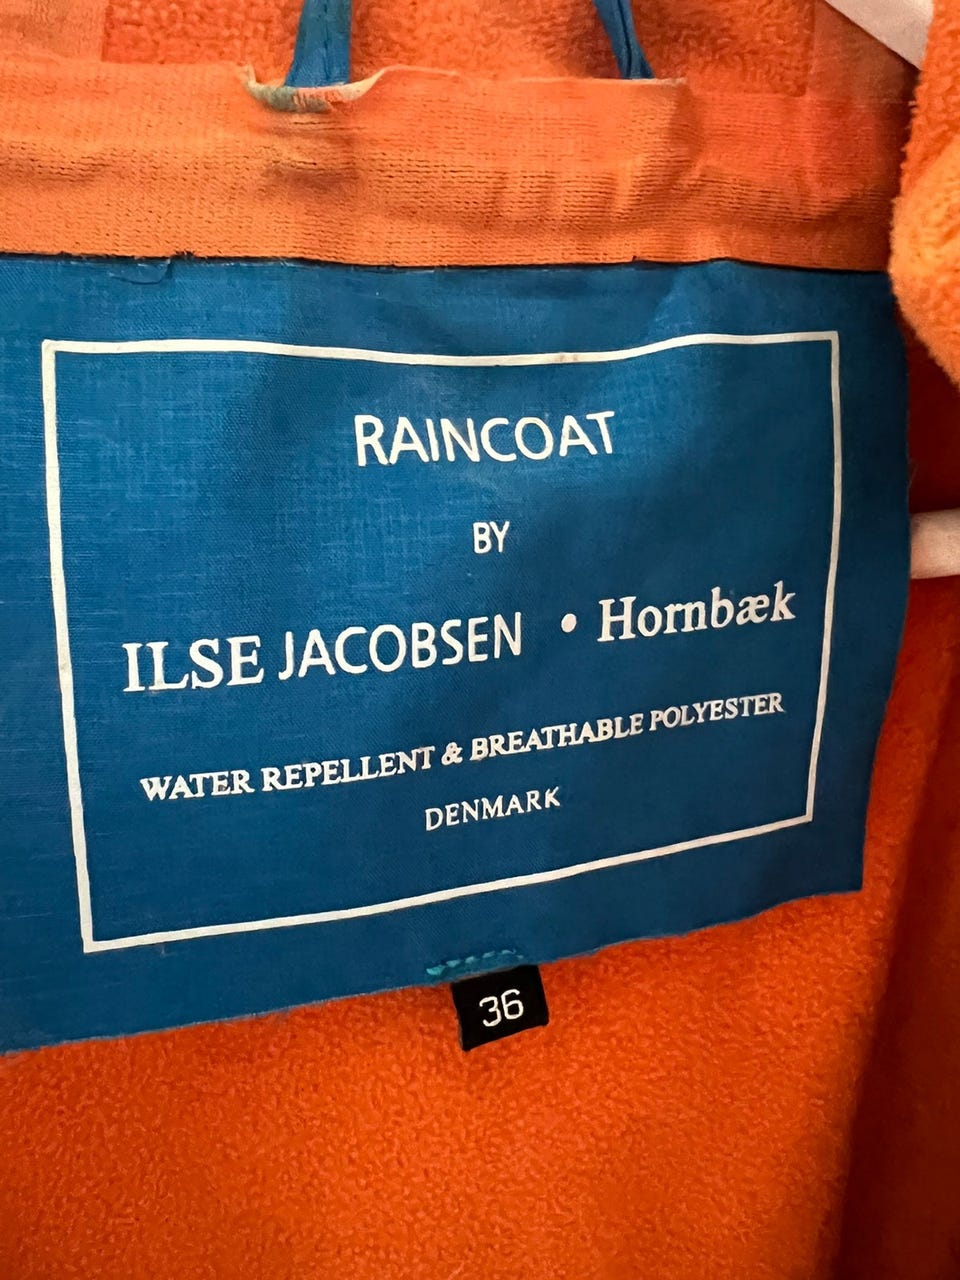 RAINCOAT
BY
ILSE JACOBSEN • Hornbæk
WATER REPELLENT & BREATHABLE POLYESTER
DENMARK
36